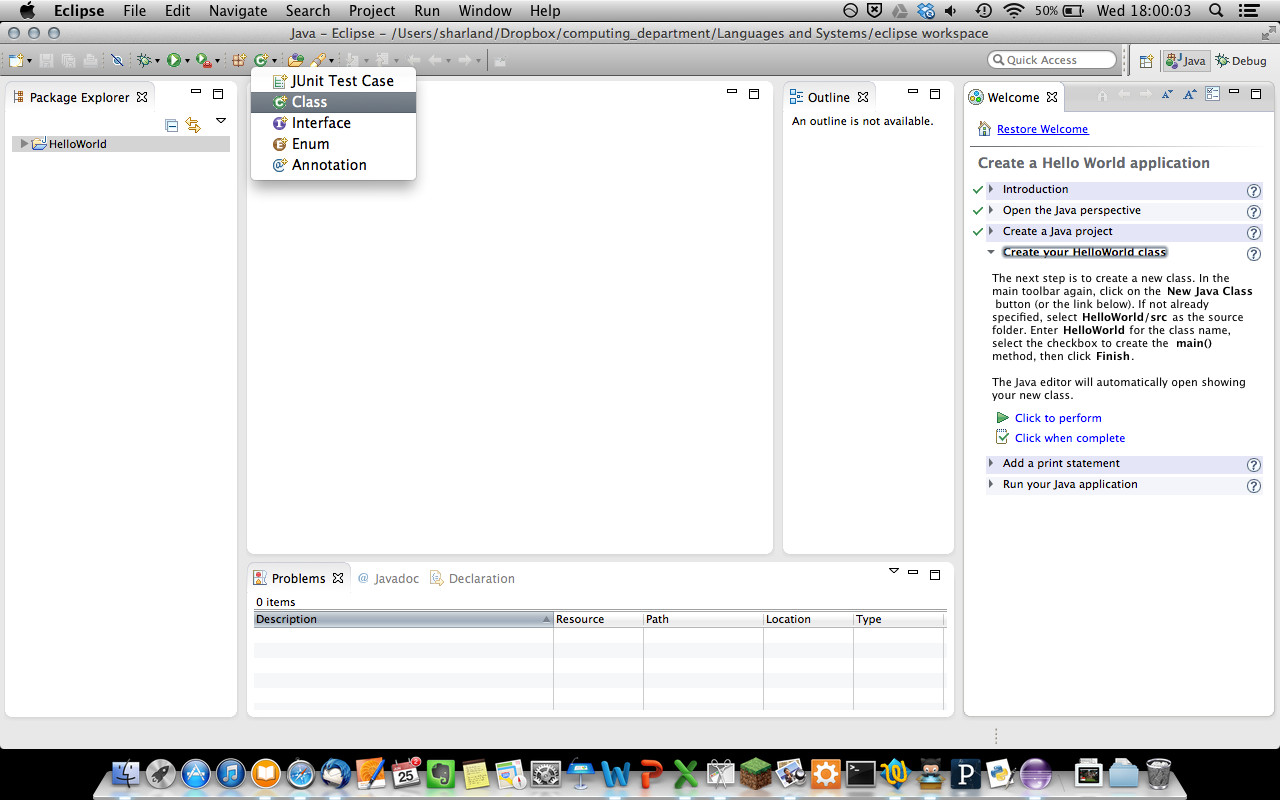 Eclipse File Edit Navigate Search Project Run Window Help 50% Wed 18:00:03
Java – Eclipse – /Users/sharland/Dropbox/computing_department/Languages and Systems/eclipse workspace
Quick Access Java Debug
JUnit Test Case
Class
Interface
Enum
Annotation
Package Explorer
HelloWorld
Outline
An outline is not available.
Welcome
Restore Welcome
Create a Hello World application
Introduction
Open the Java perspective
Create a Java project
Create your HelloWorld class
The next step is to create a new class. In the
main toolbar again, click on the New Java Class
button (or the link below). If not already
specified, select HelloWorld/src as the source
folder. Enter HelloWorld for the class name,
select the checkbox to create the main()
method, then click Finish.
The Java editor will automatically open showing
your new class.
Click to perform
Click when complete
Add a print statement
Run your Java application
Problems Javadoc Declaration
0 items
Description Resource Path Location Type
25